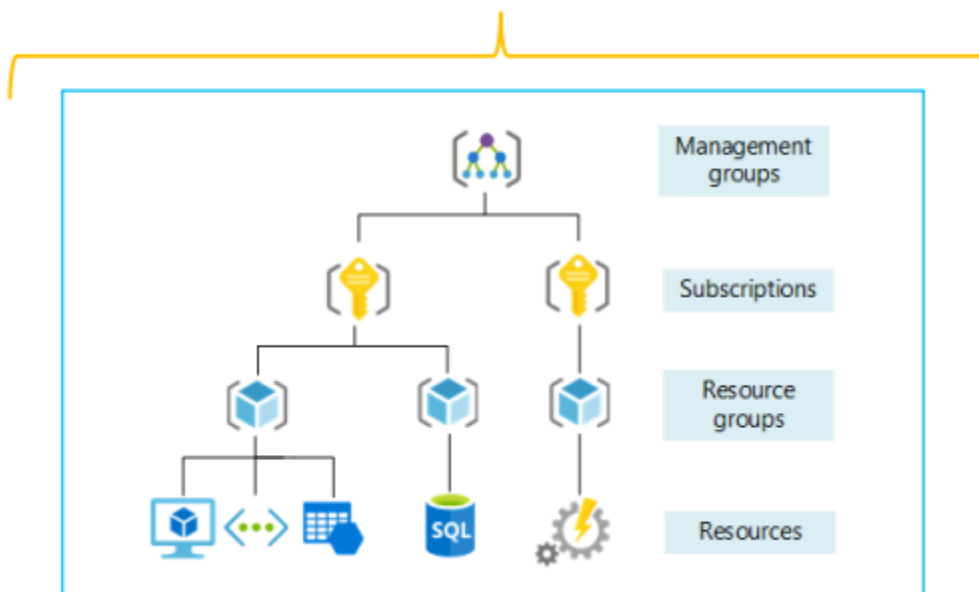 Management
groups
Subscriptions
Resource
groups
SQL
Resources